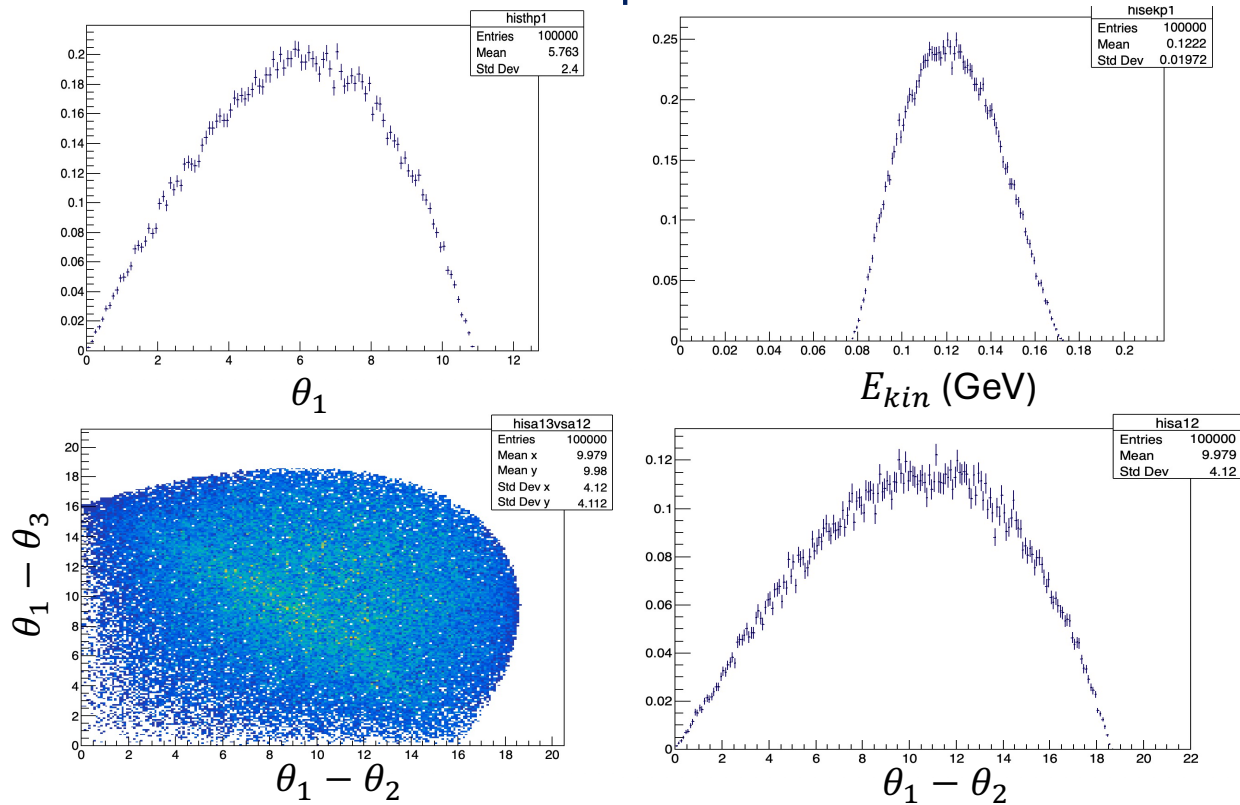 histhp1
Entries 100000
Mean 5.763
Std Dev 2.4
0.2
0.18
0.16
0.14
0.12
0.1
0.08
0.06
0.04
0.02
0
0 2 4 6 8 10 12
θ₁
hisekp1
Entries 100000
Mean 0.1222
Std Dev 0.01972
0.25
0.2
0.15
0.1
0.05
0
0 0.02 0.04 0.06 0.08 0.1 0.12 0.14 0.16 0.18 0.2
E_kin (GeV)
hisa13vsa12
Entries 100000
Mean x 9.979
Mean y 9.98
Std Dev x 4.12
Std Dev y 4.112
20
18
16
14
12
10
8
6
4
2
0
0 2 4 6 8 10 12 14 16 18 20
θ₁ − θ₃
θ₁ − θ₂
hisa12
Entries 100000
Mean 9.979
Std Dev 4.12
0.12
0.1
0.08
0.06
0.04
0.02
0
0 2 4 6 8 10 12 14 16 18 20 22
θ₁ − θ₂